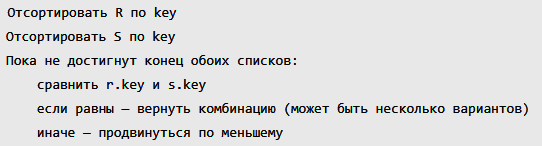 Отсортировать R по key
Отсортировать S по key
Пока не достигнут конец обоих списков:
сравнить r.key и s.key
если равны — вернуть комбинацию (может быть несколько вариантов)
иначе — продвинуться по меньшему